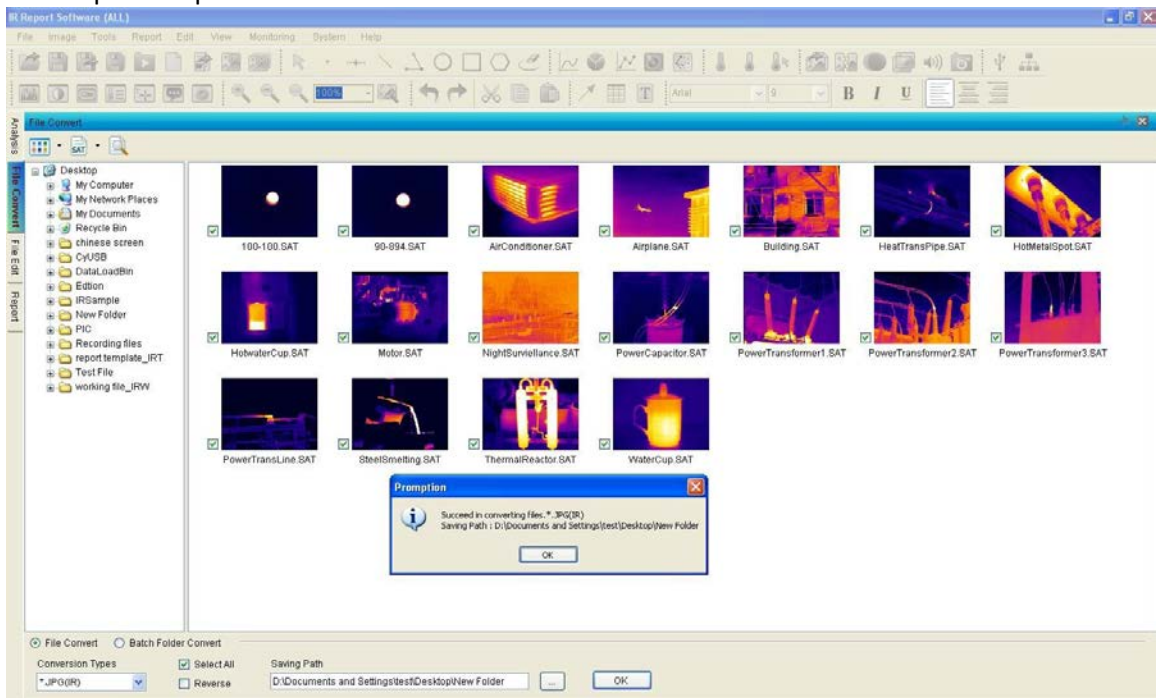 IR Report Software (ALL)
File Image Tools Report Edit View Monitoring System Help
100%
Arial
9
B I U
File Convert
SAT
Analysis
File Convert
File Edit
Report
Desktop
My Computer
My Network Places
My Documents
Recycle Bin
chinese screen
CyUSB
DataLoadBin
Edtion
IRSample
New Folder
PIC
Recording files
report template_IRT
Test File
working file_IRW
100-100.SAT 90-894.SAT AirConditioner.SAT Airplane.SAT Building.SAT HeatTransPipe.SAT HotMetalSpot.SAT
HotwaterCup.SAT Motor.SAT NightSurviellance.SAT PowerCapacitor.SAT PowerTransformer1.SAT PowerTransformer2.SAT PowerTransformer3.SAT
PowerTransLine.SAT SteelSmelting.SAT ThermalReactor.SAT WaterCup.SAT
Promption
Succeed in converting files.*.JPG(IR)
Saving Path : D:\Documents and Settings\test\Desktop\New Folder
OK
File Convert Batch Folder Convert
Conversion Types Select All Saving Path
*.JPG(IR) Reverse D:\Documents and Settings\test\Desktop\New Folder ... OK